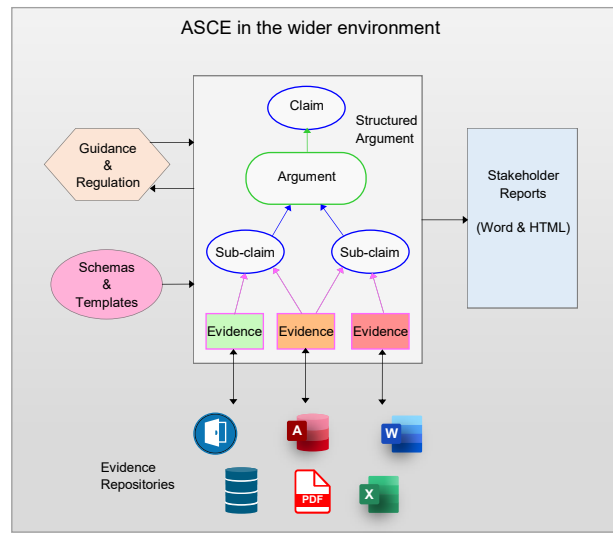 ASCE in the wider environment
Claim
Structured
Argument
Guidance
&
Regulation
Argument
Stakeholder
Reports
(Word & HTML)
Sub-claim
Sub-claim
Schemas
&
Templates
Evidence
Evidence
Evidence
A
W
Evidence
Repositories
PDF
X